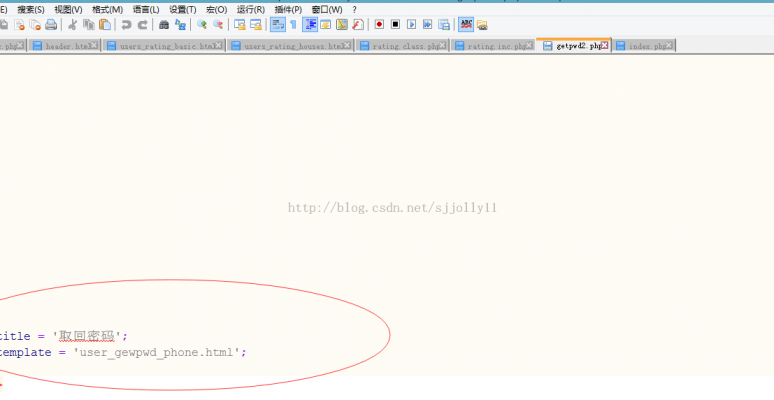 E) 搜索(S) 视图(V) 格式(M) 语言(L) 设置(T) 宏(O) 运行(R) 插件(P) 窗口(W) ?
c.php header.html users_rating_basic.html users_rating_houses.html rating.class.php rating.inc.php getpwd2.php index.php
http://blog.csdn.net/sjjolly11
title = '取回密码';
template = 'user_gewpwd_phone.html';